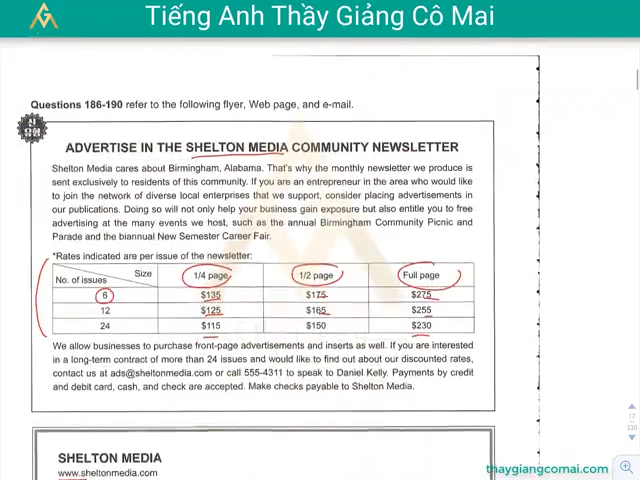 Tiếng Anh Thầy Giảng Cô Mai
Questions 186-190 refer to the following flyer, Web page, and e-mail.
신
유형
ADVERTISE IN THE SHELTON MEDIA COMMUNITY NEWSLETTER
Shelton Media cares about Birmingham, Alabama. That's why the monthly newsletter we produce is
sent exclusively to residents of this community. If you are an entrepreneur in the area who would like
to join the network of diverse local enterprises that we support, consider placing advertisements in
our publications. Doing so will not only help your business gain exposure but also entitle you to free
advertising at the many events we host, such as the annual Birmingham Community Picnic and
Parade and the biannual New Semester Career Fair.
*Rates indicated are per issue of the newsletter:
Size
No. of issues
1/4 page 1/2 page Full page
6 $135 $175 $275
12 $125 $165 $255
24 $115 $150 $230
We allow businesses to purchase front-page advertisements and inserts as well. If you are interested
in a long-term contract of more than 24 issues and would like to find out about our discounted rates,
contact us at ads@sheltonmedia.com or call 555-4311 to speak to Daniel Kelly. Payments by credit
and debit card, cash, and check are accepted. Make checks payable to Shelton Media.
SHELTON MEDIA
www.sheltonmedia.com
17
220
thaygiangcomai.com